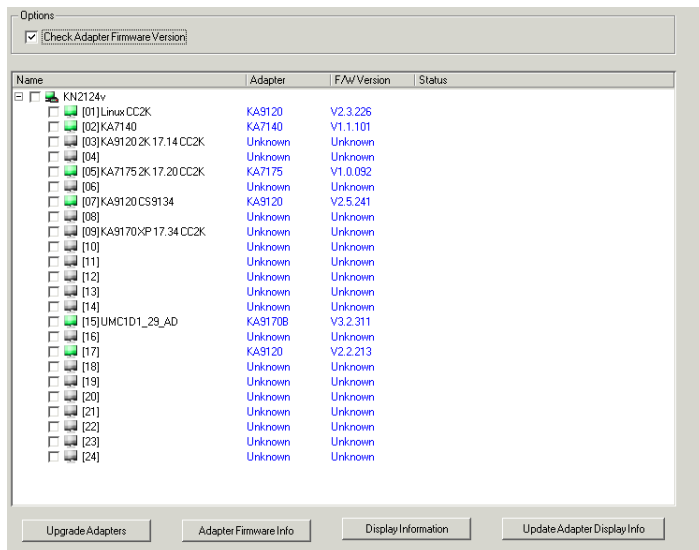 Options
Check Adapter Firmware Version
Name Adapter F/W Version Status
KN2124v
[01]Linux CC2K KA9120 V2.3.226
[02]KA7140 KA7140 V1.1.101
[03]KA9120 2K 17.14 CC2K Unknown Unknown
[04] Unknown Unknown
[05]KA7175 2K 17.20 CC2K KA7175 V1.0.092
[06] Unknown Unknown
[07]KA9120 CS9134 KA9120 V2.5.241
[08] Unknown Unknown
[09]KA9170 XP 17.34 CC2K Unknown Unknown
[10] Unknown Unknown
[11] Unknown Unknown
[12] Unknown Unknown
[13] Unknown Unknown
[14] Unknown Unknown
[15]UMC1D1_29_AD KA9170B V3.2.311
[16] Unknown Unknown
[17] KA9120 V2.2.213
[18] Unknown Unknown
[19] Unknown Unknown
[20] Unknown Unknown
[21] Unknown Unknown
[22] Unknown Unknown
[23] Unknown Unknown
[24] Unknown Unknown
Upgrade Adapters Adapter Firmware Info Display Information Update Adapter Display Info